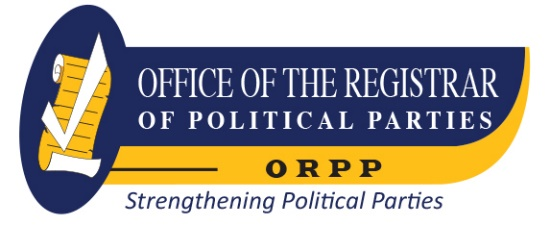 OFFICE OF THE REGISTRAR
OF POLITICAL PARTIES
ORPP
Strengthening Political Parties